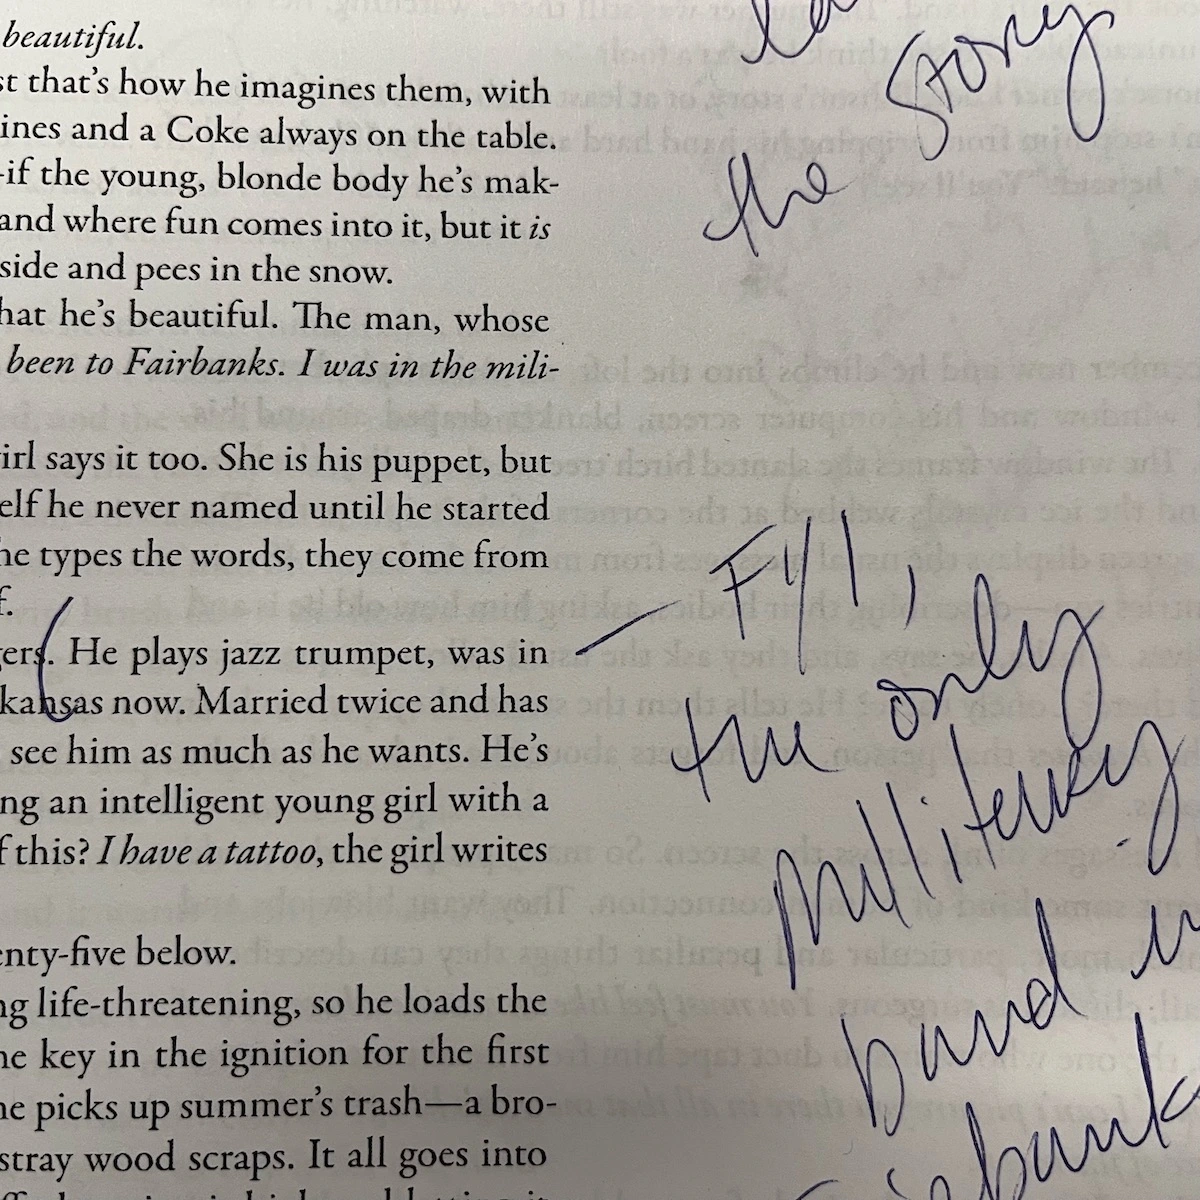 beautiful.
st that's how he imagines them, with
ines and a Coke always on the table.
-if the young, blonde body he's mak-
and where fun comes into it, but it is
side and pees in the snow.
hat he's beautiful. The man, whose
been to Fairbanks. I was in the mili-
irl says it too. She is his puppet, but
elf he never named until he started
he types the words, they come from
f.
gers. He plays jazz trumpet, was in
kansas now. Married twice and has
see him as much as he wants. He's
ng an intelligent young girl with a
f this? I have a tattoo, the girl writes
enty-five below.
ng life-threatening, so he loads the
he key in the ignition for the first
he picks up summer's trash—a bro-
stray wood scraps. It all goes into
the story
— FYI,
the only
military
band in